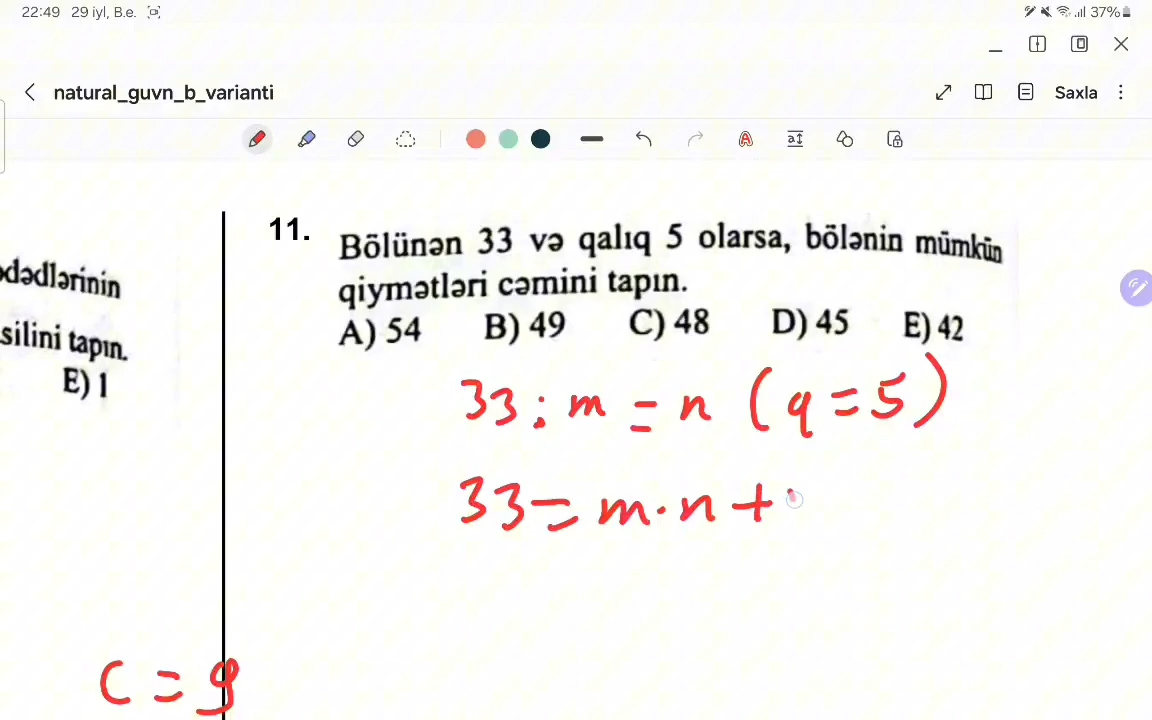 22:49 29 iyl, B.e.
37%
natural_guvn_b_varianti
Saxla
ədədlərinin
silini tapın.
E) 1
11. Bölünən 33 və qalıq 5 olarsa, bölənin mümkün
qiymətləri cəmini tapın.
A) 54 B) 49 C) 48 D) 45 E) 42
33 : m = n (q = 5)
33 = m · n +
c = 9